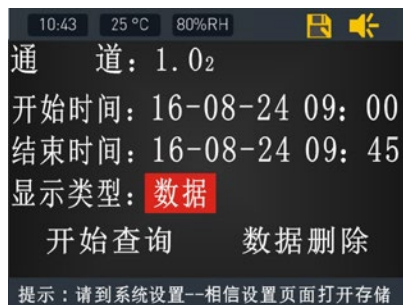 10:43 25°C 80%RH
通 道：1.O₂
开始时间：16-08-24 09：00
结束时间：16-08-24 09：45
显示类型：数据
开始查询 数据删除
提示：请到系统设置--相信设置页面打开存储